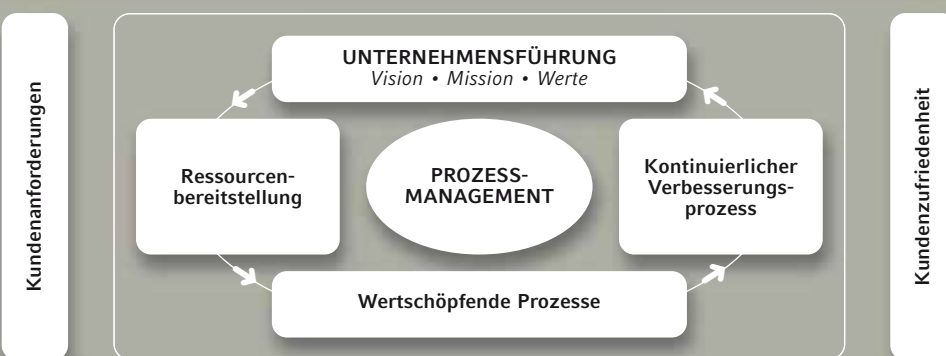 Kundenanforderungen
UNTERNEHMENSFÜHRUNG
Vision • Mission • Werte
Ressourcen-
bereitstellung
PROZESS-
MANAGEMENT
Kontinuierlicher
Verbesserungs-
prozess
Wertschöpfende Prozesse
Kundenzufriedenheit